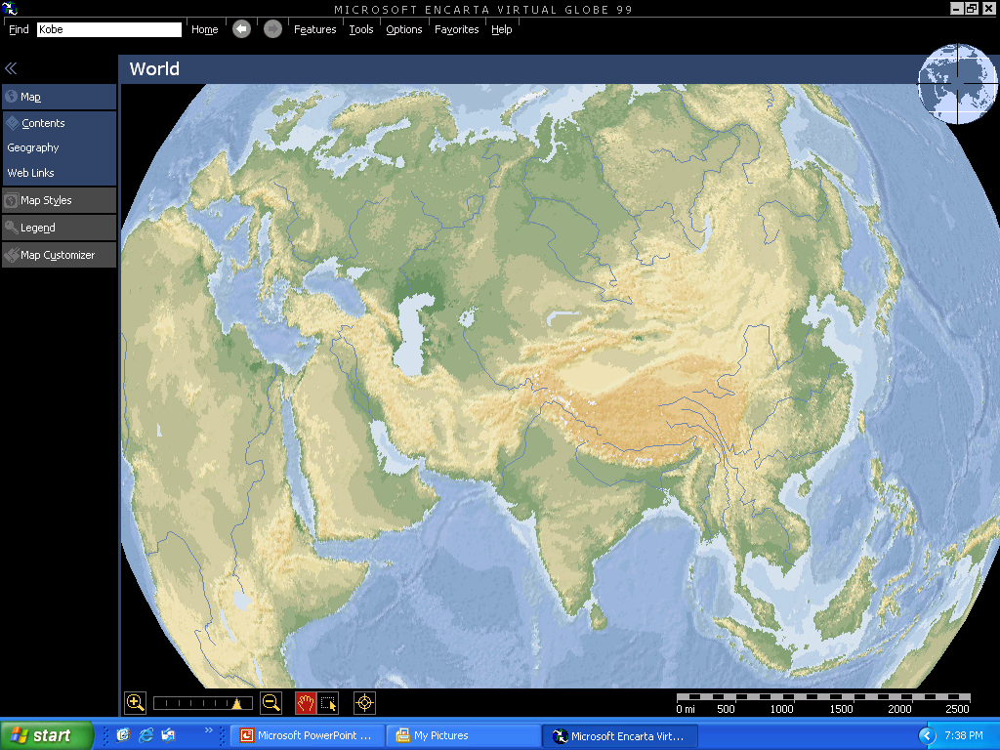 MICROSOFT ENCARTA VIRTUAL GLOBE 99
Find Kobe Home Features Tools Options Favorites Help
World
Map
Contents
Geography
Web Links
Map Styles
Legend
Map Customizer
0 mi 500 1000 1500 2000 2500
start Microsoft PowerPoint ... My Pictures Microsoft Encarta Virt... 7:38 PM